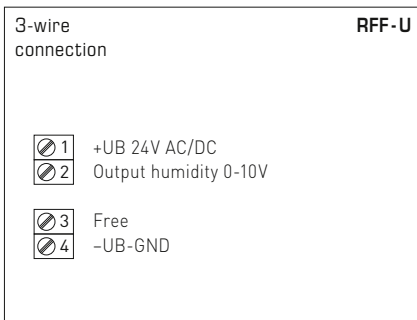 3-wire RFF-U
connection
1 +UB 24V AC/DC
2 Output humidity 0-10V
3 Free
4 –UB-GND